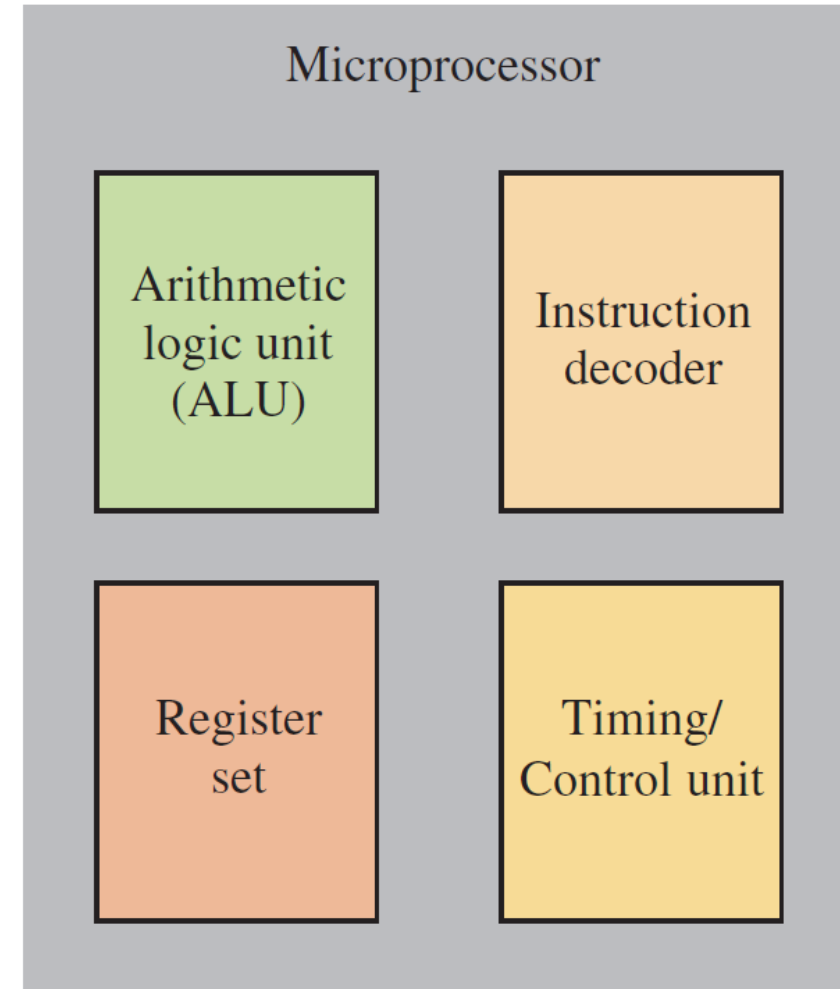 Microprocessor
Arithmetic
logic unit
(ALU)
Instruction
decoder
Register
set
Timing/
Control unit